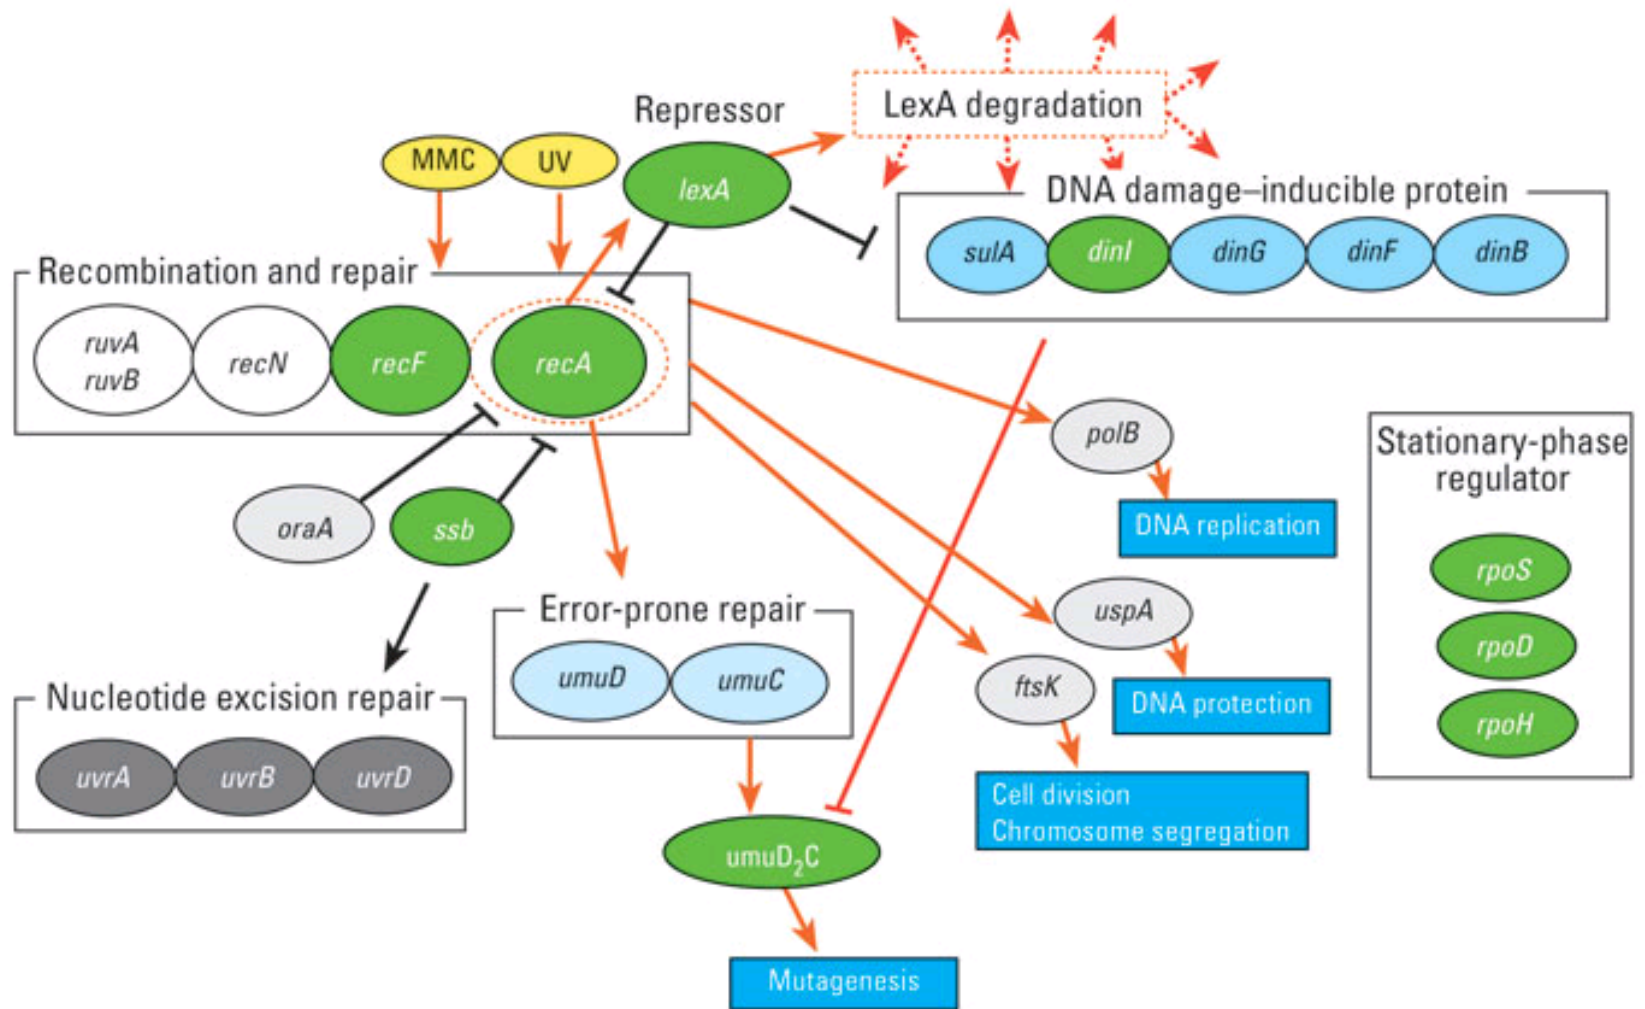 LexA degradation
Repressor
MMC
UV
lexA
DNA damage–inducible protein
sulA
dinI
dinG
dinF
dinB
Recombination and repair
ruvA
ruvB
recN
recF
recA
polB
Stationary-phase
regulator
oraA
ssb
DNA replication
rpoS
Error-prone repair
uspA
rpoD
umuD
umuC
ftsK
DNA protection
rpoH
Nucleotide excision repair
uvrA
uvrB
uvrD
Cell division
Chromosome segregation
umuD₂C
Mutagenesis